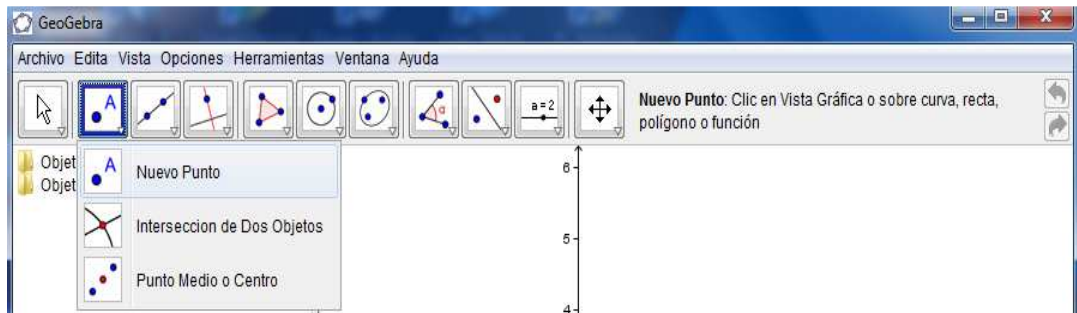 GeoGebra
Archivo Edita Vista Opciones Herramientas Ventana Ayuda
A
α
a=2
Nuevo Punto: Clic en Vista Gráfica o sobre curva, recta,
polígono o función
Objet
Objet
A
Nuevo Punto
Interseccion de Dos Objetos
Punto Medio o Centro
6
5
4